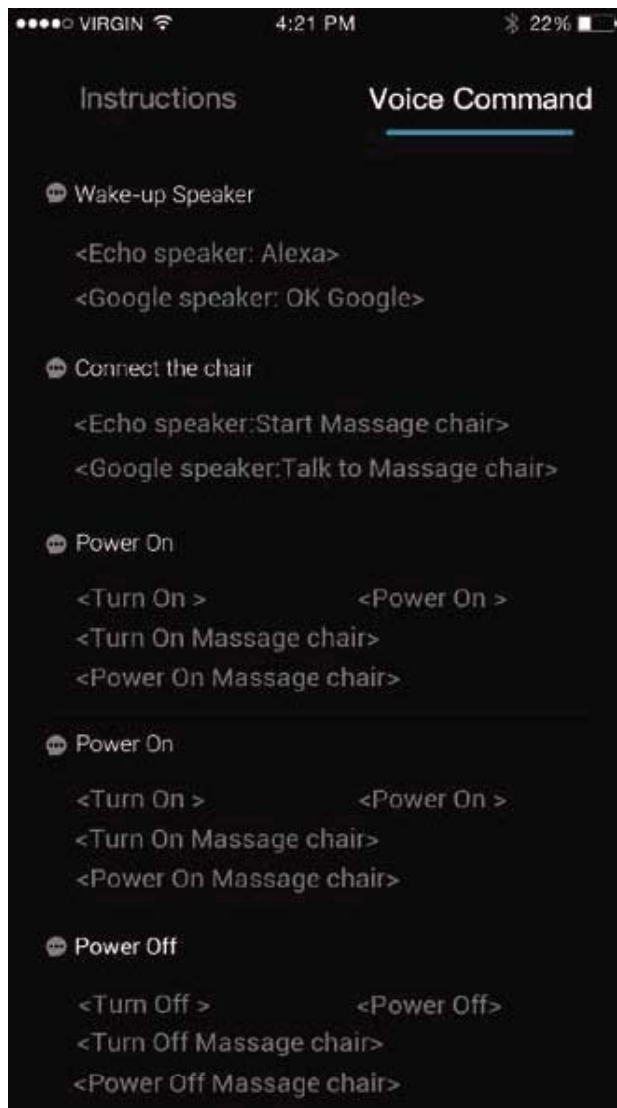 VIRGIN 4:21 PM 22%
Instructions Voice Command
Wake-up Speaker
<Echo speaker: Alexa>
<Google speaker: OK Google>
Connect the chair
<Echo speaker:Start Massage chair>
<Google speaker:Talk to Massage chair>
Power On
<Turn On > <Power On >
<Turn On Massage chair>
<Power On Massage chair>
Power On
<Turn On > <Power On >
<Turn On Massage chair>
<Power On Massage chair>
Power Off
<Turn Off > <Power Off>
<Turn Off Massage chair>
<Power Off Massage chair>